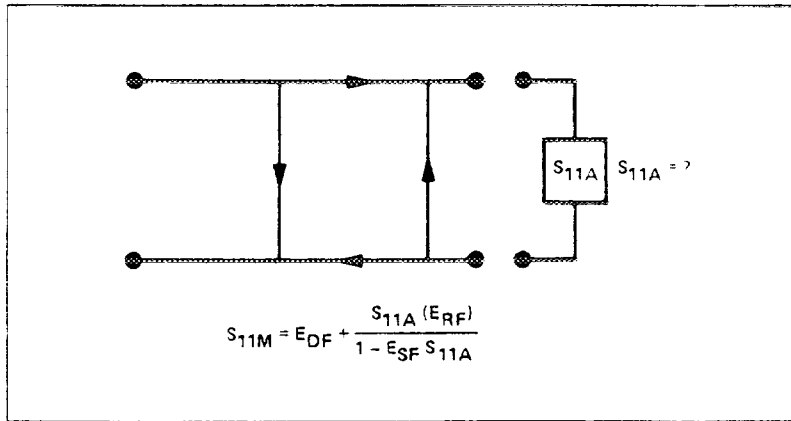 S11A S11A = ?
S11M = EDF + S11A (ERF) / 1 - ESF S11A